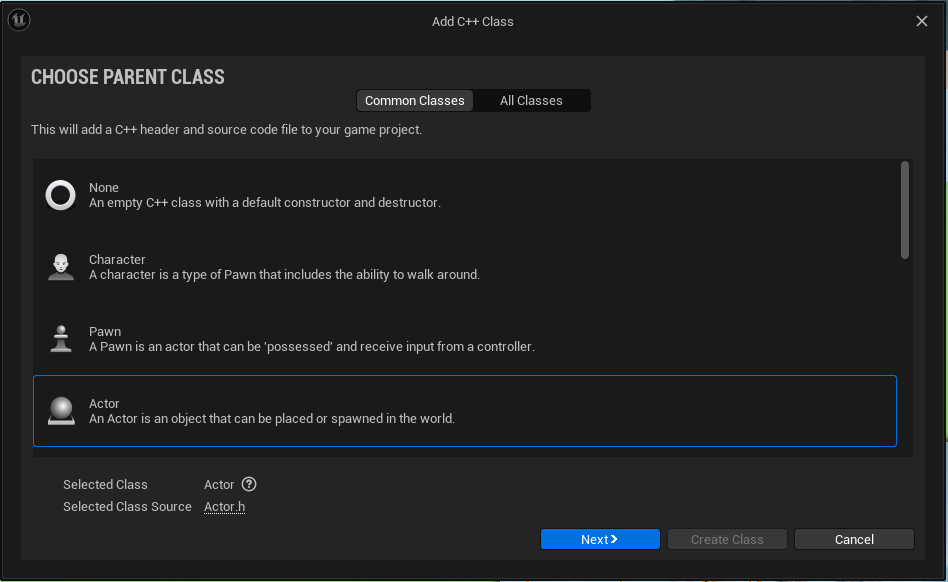 Add C++ Class
CHOOSE PARENT CLASS
Common Classes
All Classes
This will add a C++ header and source code file to your game project.
None
An empty C++ class with a default constructor and destructor.
Character
A character is a type of Pawn that includes the ability to walk around.
Pawn
A Pawn is an actor that can be 'possessed' and receive input from a controller.
Actor
An Actor is an object that can be placed or spawned in the world.
Selected Class Actor ?
Selected Class Source Actor.h
Next
Create Class
Cancel